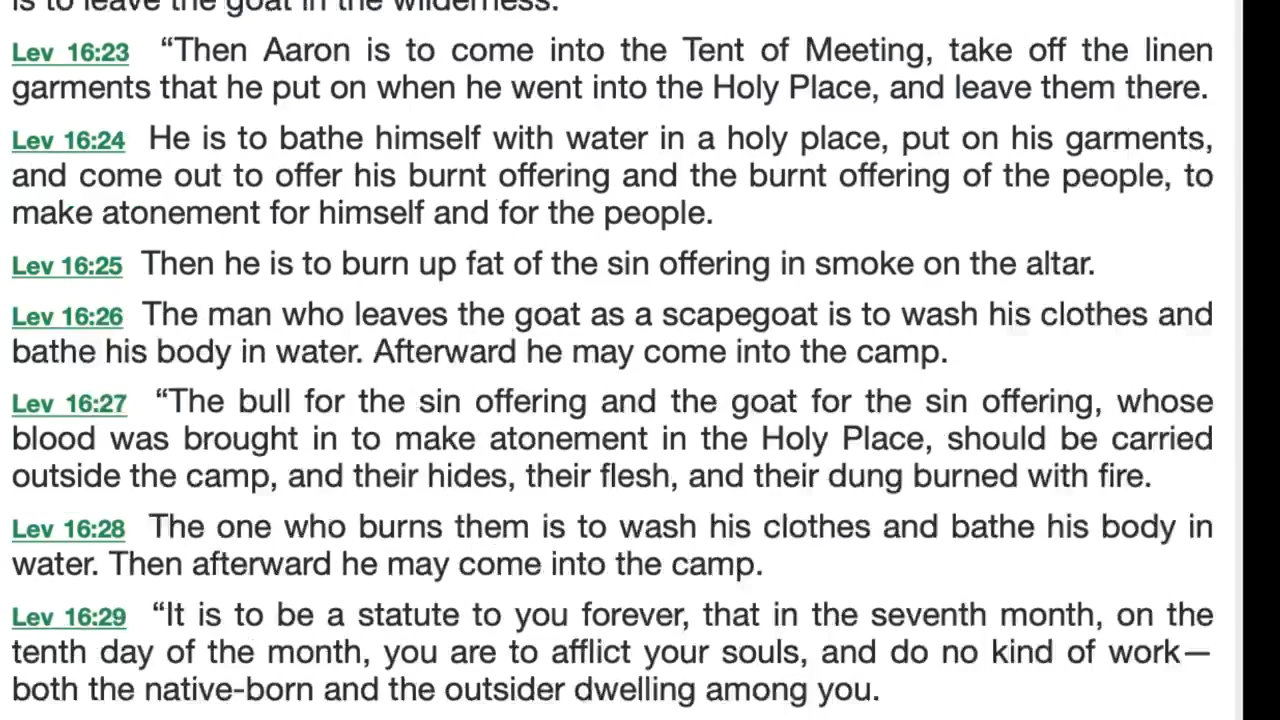 is to leave the goat in the wilderness.
Lev 16:23 “Then Aaron is to come into the Tent of Meeting, take off the linen
garments that he put on when he went into the Holy Place, and leave them there.
Lev 16:24 He is to bathe himself with water in a holy place, put on his garments,
and come out to offer his burnt offering and the burnt offering of the people, to
make atonement for himself and for the people.
Lev 16:25 Then he is to burn up fat of the sin offering in smoke on the altar.
Lev 16:26 The man who leaves the goat as a scapegoat is to wash his clothes and
bathe his body in water. Afterward he may come into the camp.
Lev 16:27 “The bull for the sin offering and the goat for the sin offering, whose
blood was brought in to make atonement in the Holy Place, should be carried
outside the camp, and their hides, their flesh, and their dung burned with fire.
Lev 16:28 The one who burns them is to wash his clothes and bathe his body in
water. Then afterward he may come into the camp.
Lev 16:29 “It is to be a statute to you forever, that in the seventh month, on the
tenth day of the month, you are to afflict your souls, and do no kind of work—
both the native-born and the outsider dwelling among you.